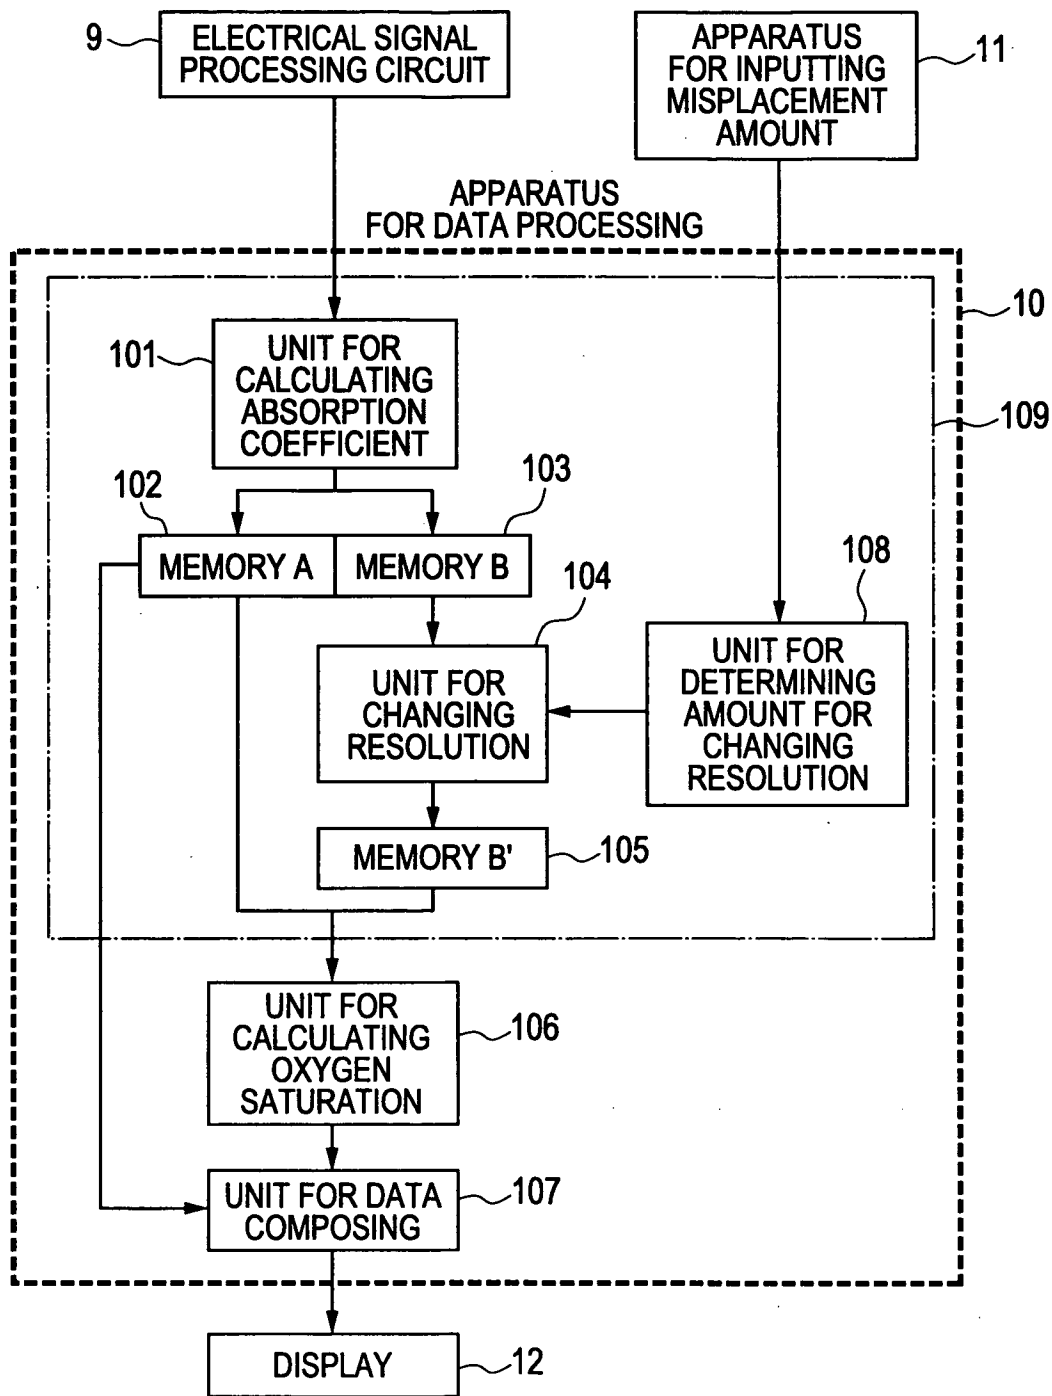 9
ELECTRICAL SIGNAL
PROCESSING CIRCUIT
APPARATUS
FOR INPUTTING
MISPLACEMENT
AMOUNT
11
APPARATUS
FOR DATA PROCESSING
10
109
101
UNIT FOR
CALCULATING
ABSORPTION
COEFFICIENT
102
103
MEMORY A
MEMORY B
104
108
UNIT FOR
CHANGING
RESOLUTION
UNIT FOR
DETERMINING
AMOUNT FOR
CHANGING
RESOLUTION
MEMORY B'
105
UNIT FOR
CALCULATING
OXYGEN
SATURATION
106
UNIT FOR DATA
COMPOSING
107
DISPLAY
12